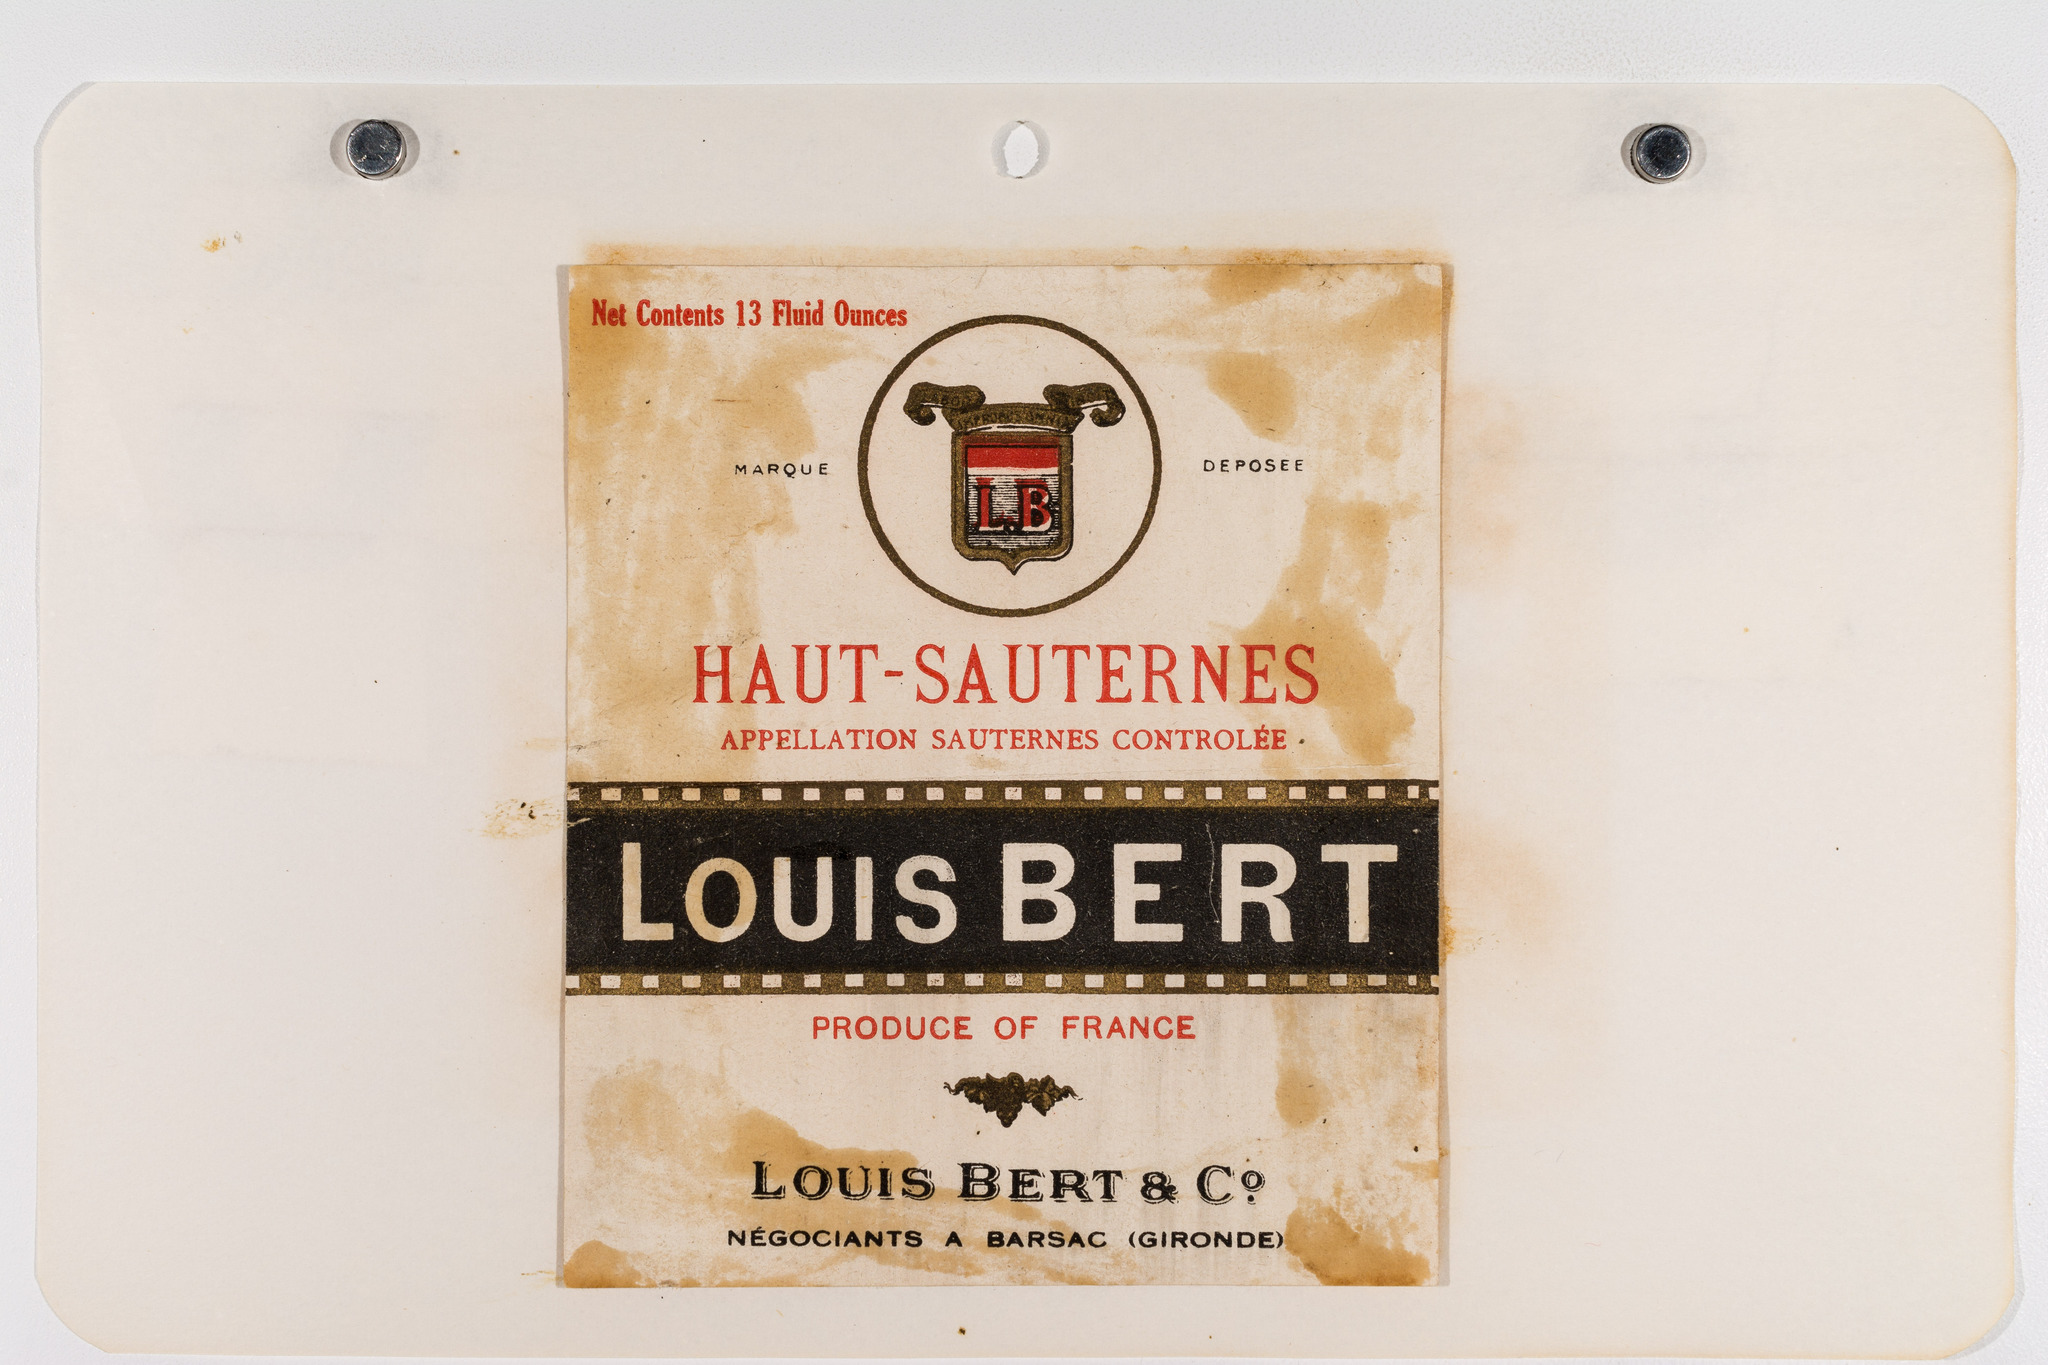 Net Contents 13 Fluid Ounces
MARQUE
L.B
DEPOSEE
HAUT-SAUTERNES
APPELLATION SAUTERNES CONTROLÉE
LOUIS BERT
PRODUCE OF FRANCE
LOUIS BERT & Cº
NÉGOCIANTS A BARSAC (GIRONDE)